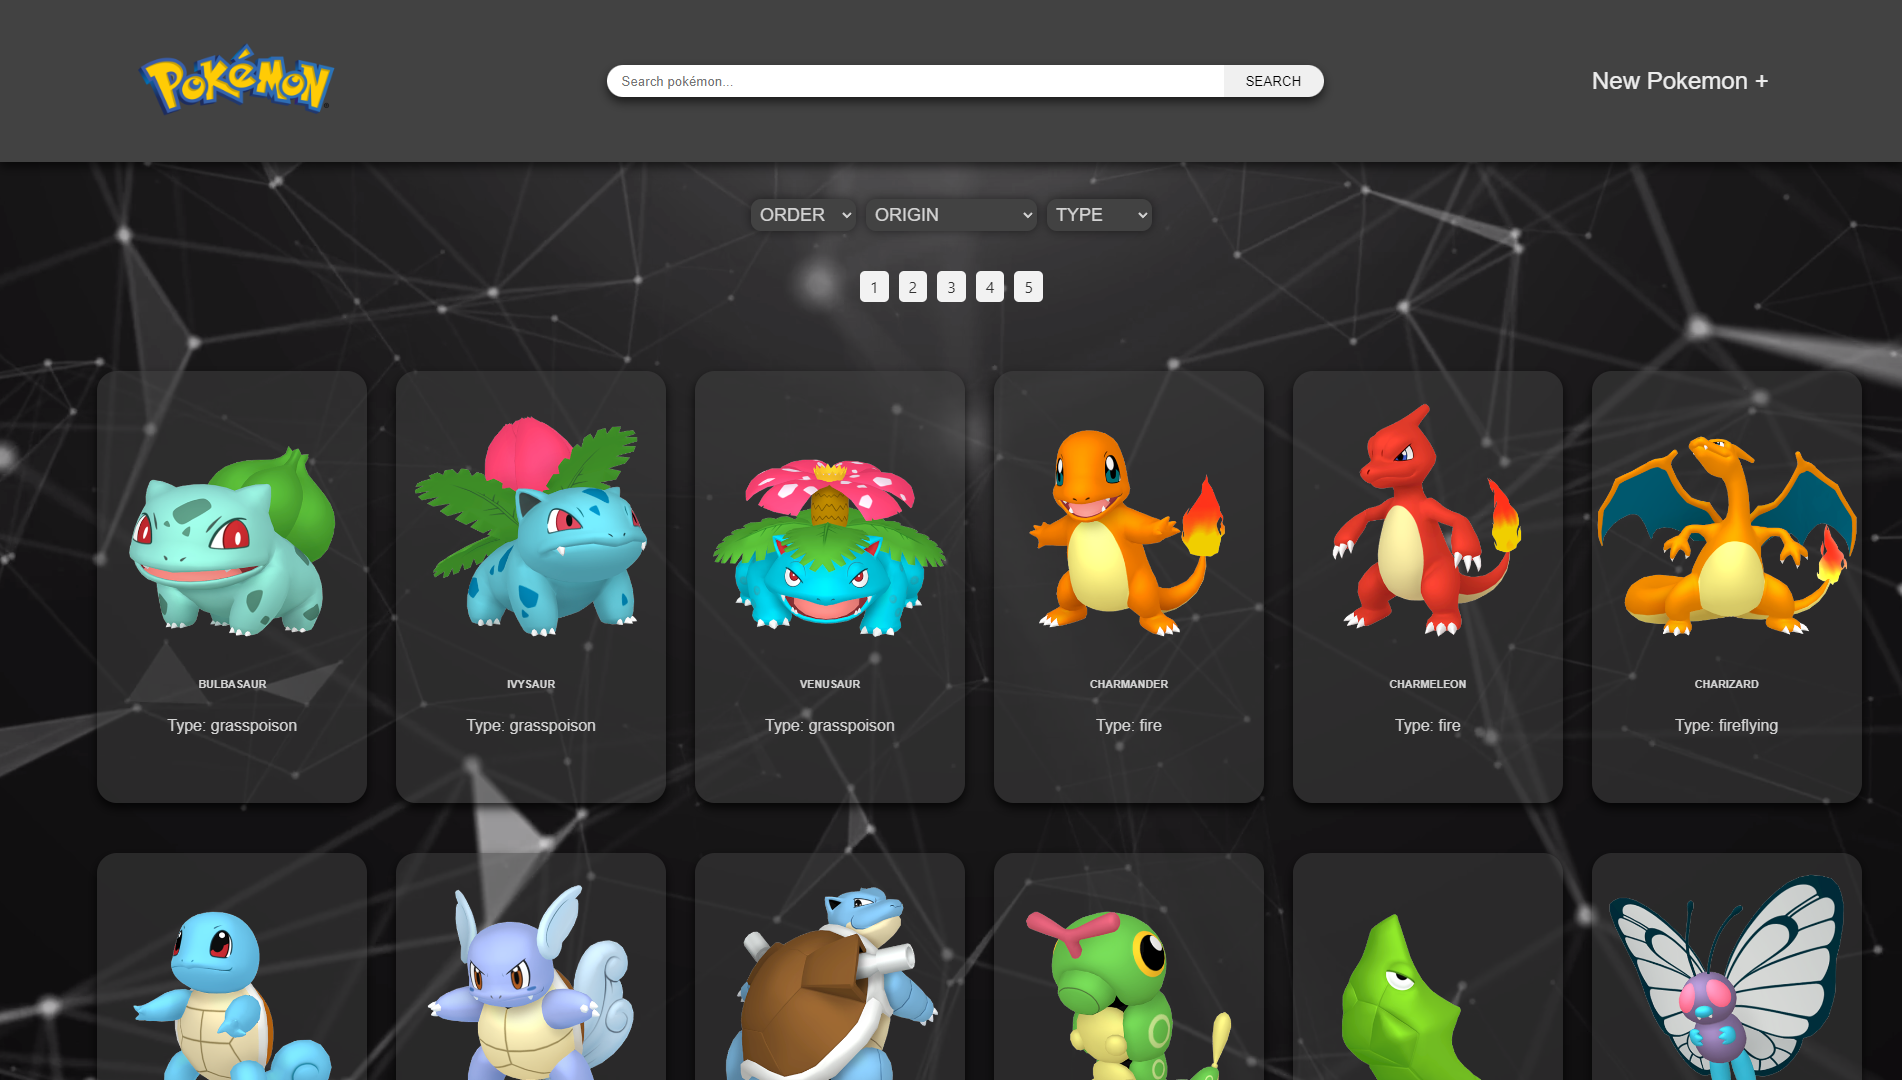 Pokémon
Search pokémon...
SEARCH
New Pokemon +
ORDER
ORIGIN
TYPE
1
2
3
4
5
BULBASAUR
Type: grasspoison
IVYSAUR
Type: grasspoison
VENUSAUR
Type: grasspoison
CHARMANDER
Type: fire
CHARMELEON
Type: fire
CHARIZARD
Type: fireflying